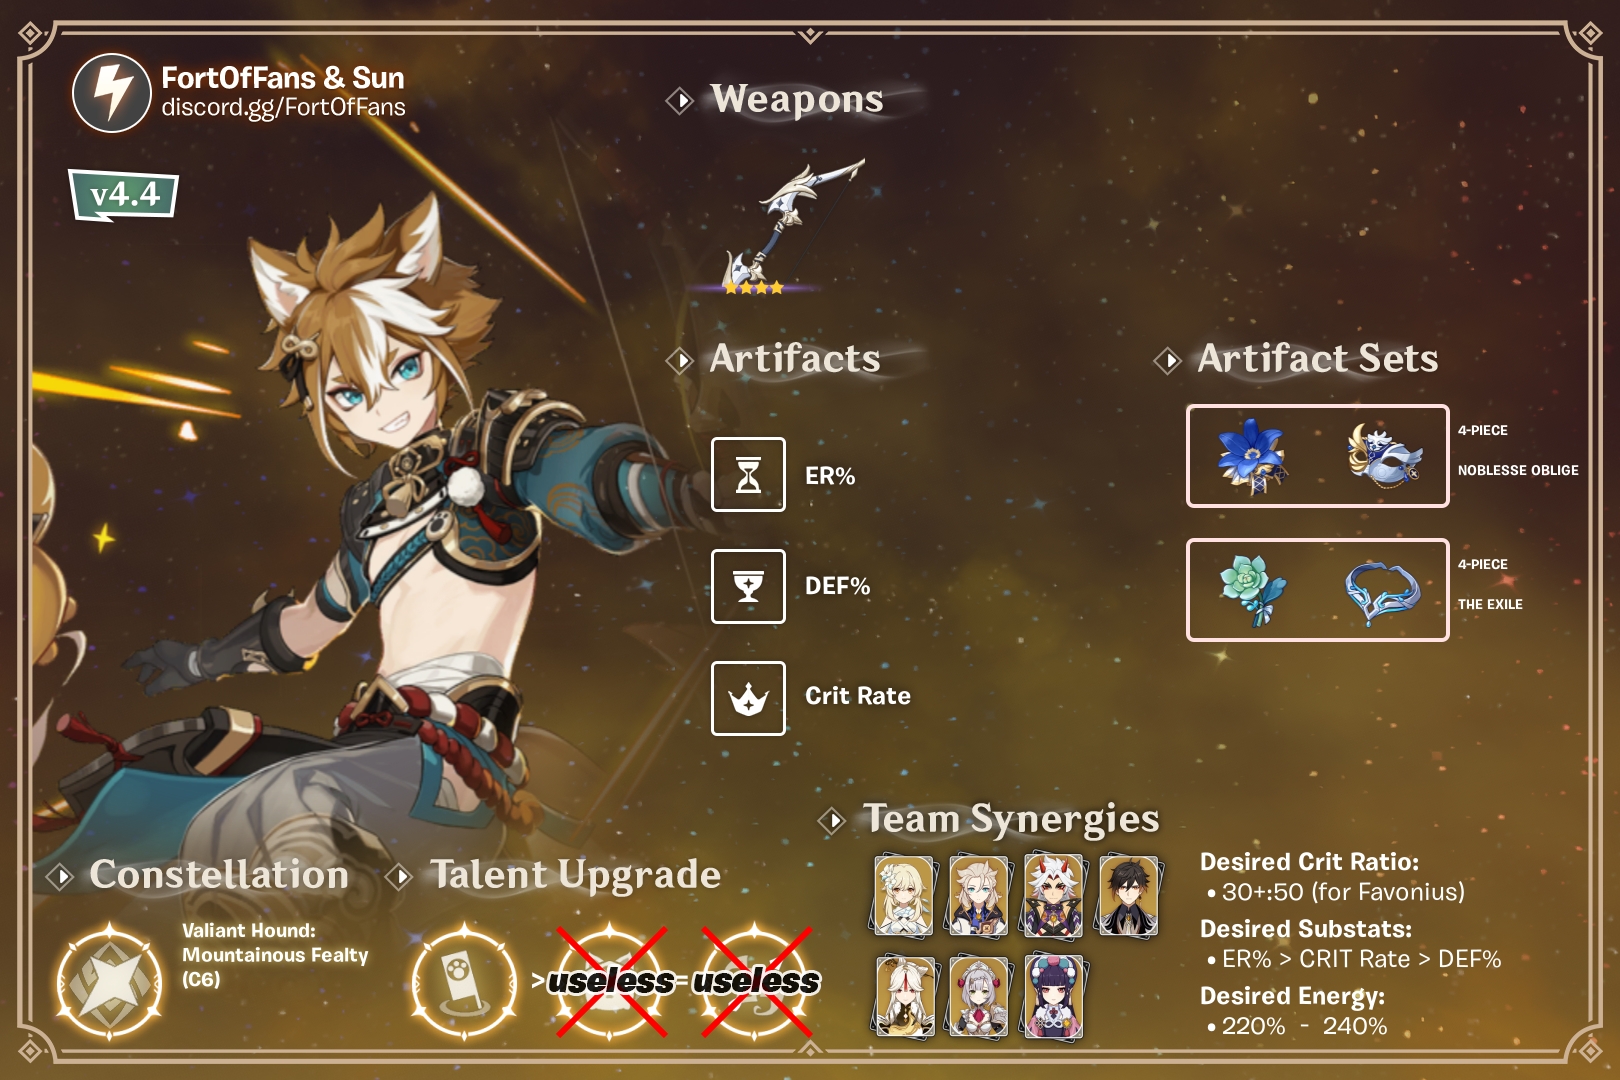 FortOfFans & Sun
discord.gg/FortOfFans
v4.4
Weapons
Artifacts
ER%
DEF%
Crit Rate
Artifact Sets
4-PIECE
NOBLESSE OBLIGE
4-PIECE
THE EXILE
Constellation
Valiant Hound:
Mountainous Fealty
(C6)
Talent Upgrade
>useless=useless
Team Synergies
Desired Crit Ratio:
• 30+:50 (for Favonius)
Desired Substats:
• ER% > CRIT Rate > DEF%
Desired Energy:
• 220% - 240%